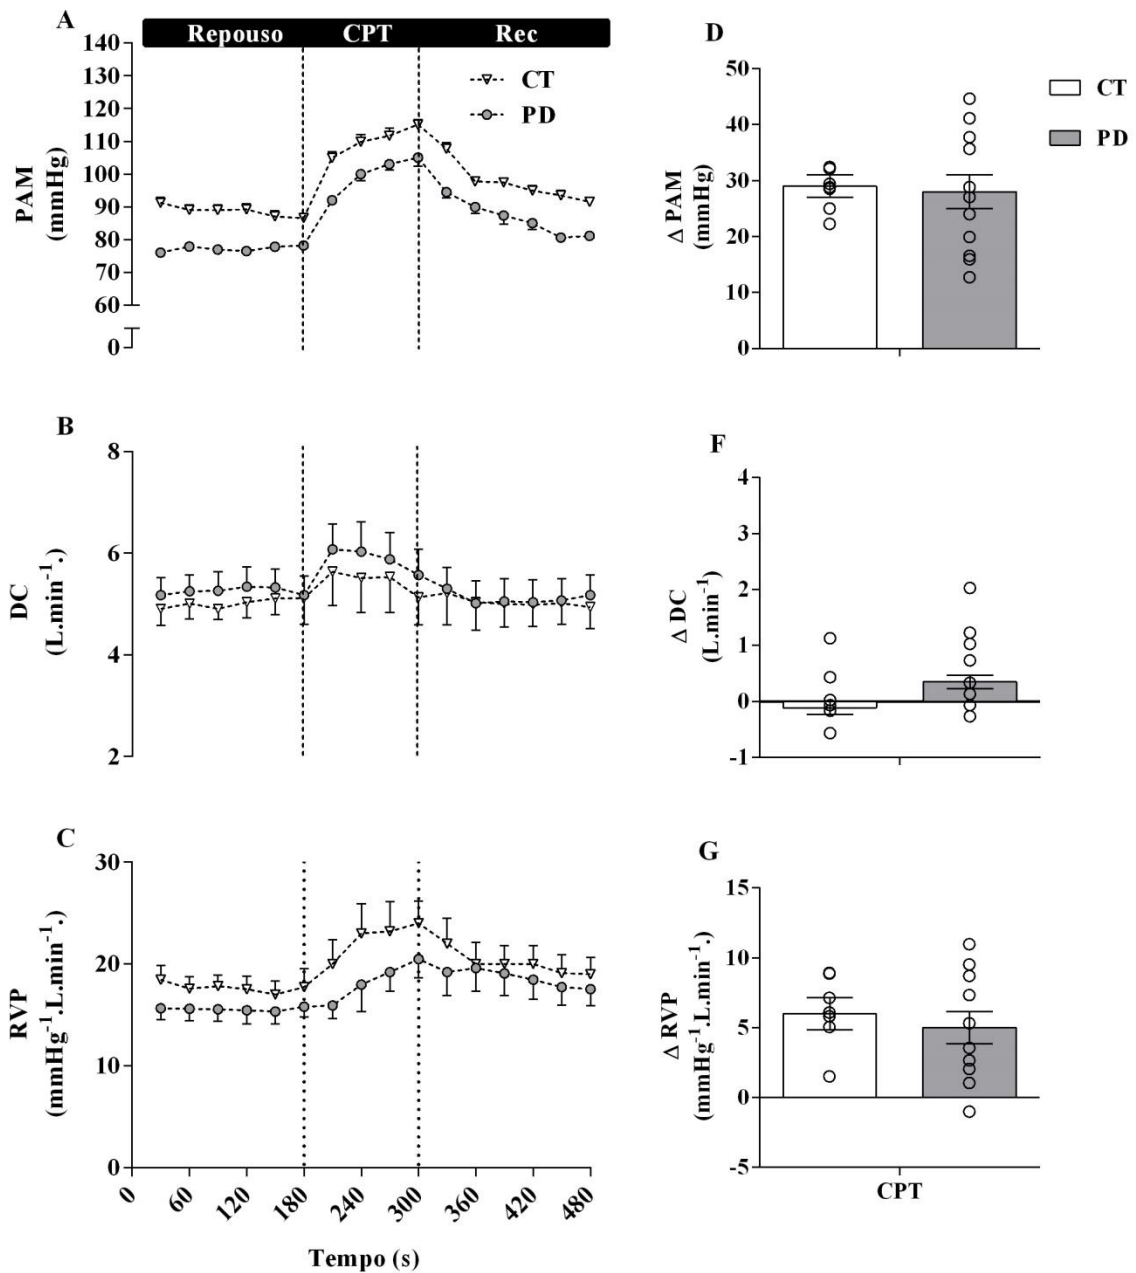 A
Repouso CPT Rec
CT
PD
PAM
(mmHg)
140
130
120
110
100
90
80
70
60
0
D
CT
PD
Δ PAM
(mmHg)
50
40
30
20
10
0
B
DC
(L.min⁻¹.)
8
6
4
2
F
Δ DC
(L.min⁻¹)
4
3
2
1
0
-1
C
RVP
(mmHg⁻¹.L.min⁻¹.)
30
20
10
0
0 60 120 180 240 300 360 420 480
Tempo (s)
G
Δ RVP
(mmHg⁻¹.L.min⁻¹.)
15
10
5
0
-5
CPT